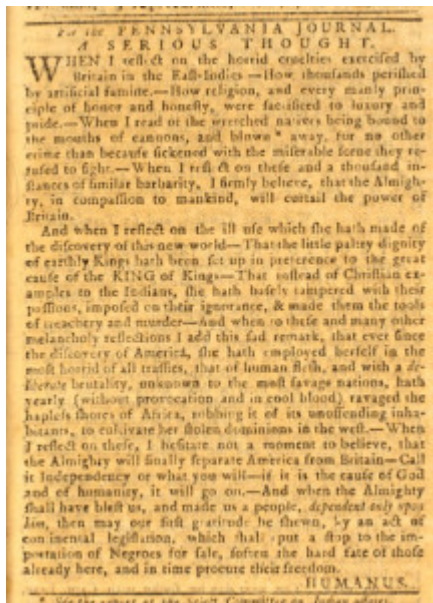 For the PENNSYLVANIA JOURNAL.
A SERIOUS THOUGHT.
WHEN I reflect on the horrid cruelties exercised by
Britain in the East-Indies—How thousands perished
by artificial famine.—How religion, and every manly prin-
ciple of honor and honesty, were sacrificed to luxury and
pride.—When I read of the wretched natives being bound to
the mouths of cannons, and blown * away, for no other
crime than because sickened with the miserable scene they re-
fused to fight.—When I reflect on these and a thousand in-
stances of similar barbarity, I firmly believe, that the Almigh-
ty, in compassion to mankind, will curtail the power of
Britain.
And when I reflect on the ill use which she hath made of
the discovery of this new world—That the little paltry dignity
of earthly Kings hath been set up in preference to the great
cause of the KING of Kings—That instead of Christian ex-
amples to the Indians, she hath basely tampered with their
passions, imposed on their ignorance, & made them the tools
of treachery and murder—And when to these and many other
melancholy reflections I add this sad remark, that ever since
the discovery of America, she hath employed herself in the
most horrid of all traffics, that of human flesh, and with a de-
liberate brutality, unknown to the most savage nations, hath
yearly (without provocation and in cool blood) ravaged the
hapless shores of Africa, robbing it of its unoffending inha-
bitants, to cultivate her stolen dominions in the west.—When
I reflect on these, I hesitate not a moment to believe, that
the Almighty will finally separate America from Britain—Call
it Independency or what you will—if it is the cause of God
and of humanity, it will go on.—And when the Almighty
shall have blest us, and made us a people, dependent only upon
him, then may our first gratitude be shewn, by an act of
continental legislation, which shall put a stop to the im-
portation of Negroes for sale, soften the hard fate of those
already here, and in time procure their freedom.
HUMANUS.